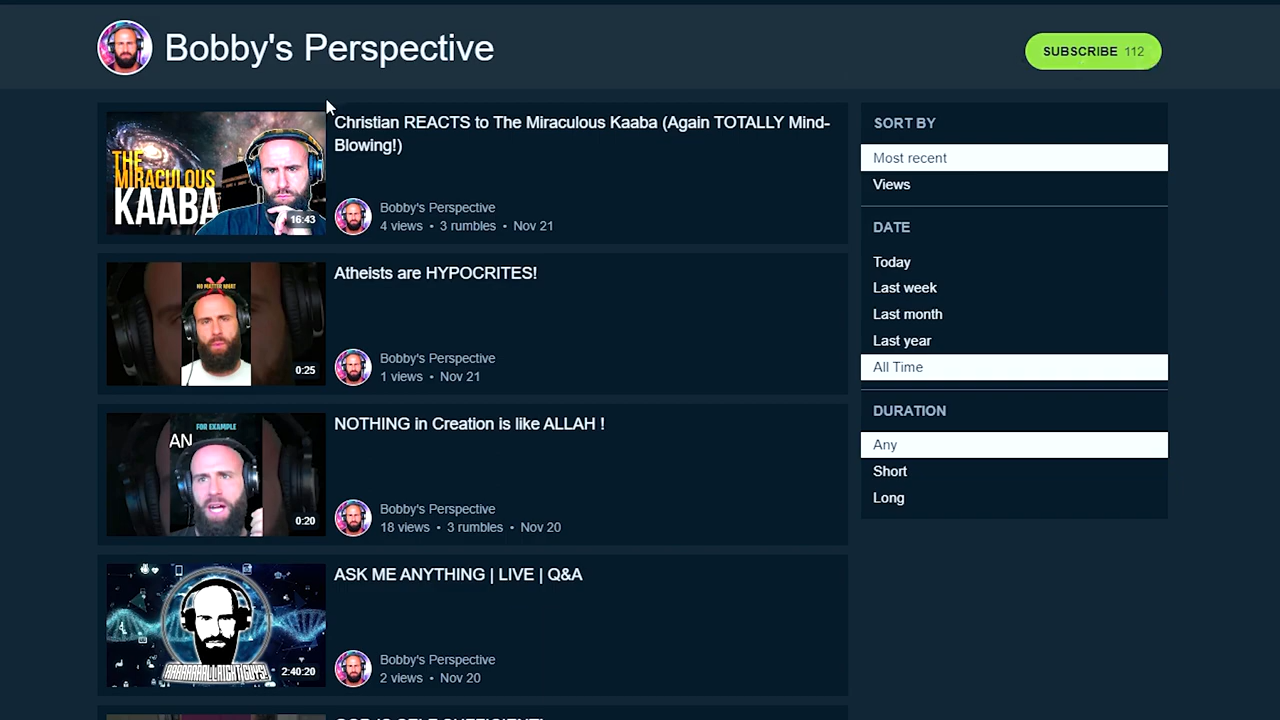 Bobby's Perspective
SUBSCRIBE 112
THE
MIRACULOUS
KAABA
16:43
Christian REACTS to The Miraculous Kaaba (Again TOTALLY Mind-
Blowing!)
Bobby's Perspective
4 views • 3 rumbles • Nov 21
NO MATTER WHAT
0:25
Atheists are HYPOCRITES!
Bobby's Perspective
1 views • Nov 21
FOR EXAMPLE
AN
0:20
NOTHING in Creation is like ALLAH !
Bobby's Perspective
18 views • 3 rumbles • Nov 20
2:40:20
ASK ME ANYTHING | LIVE | Q&A
Bobby's Perspective
2 views • Nov 20
SORT BY
Most recent
Views
DATE
Today
Last week
Last month
Last year
All Time
DURATION
Any
Short
Long